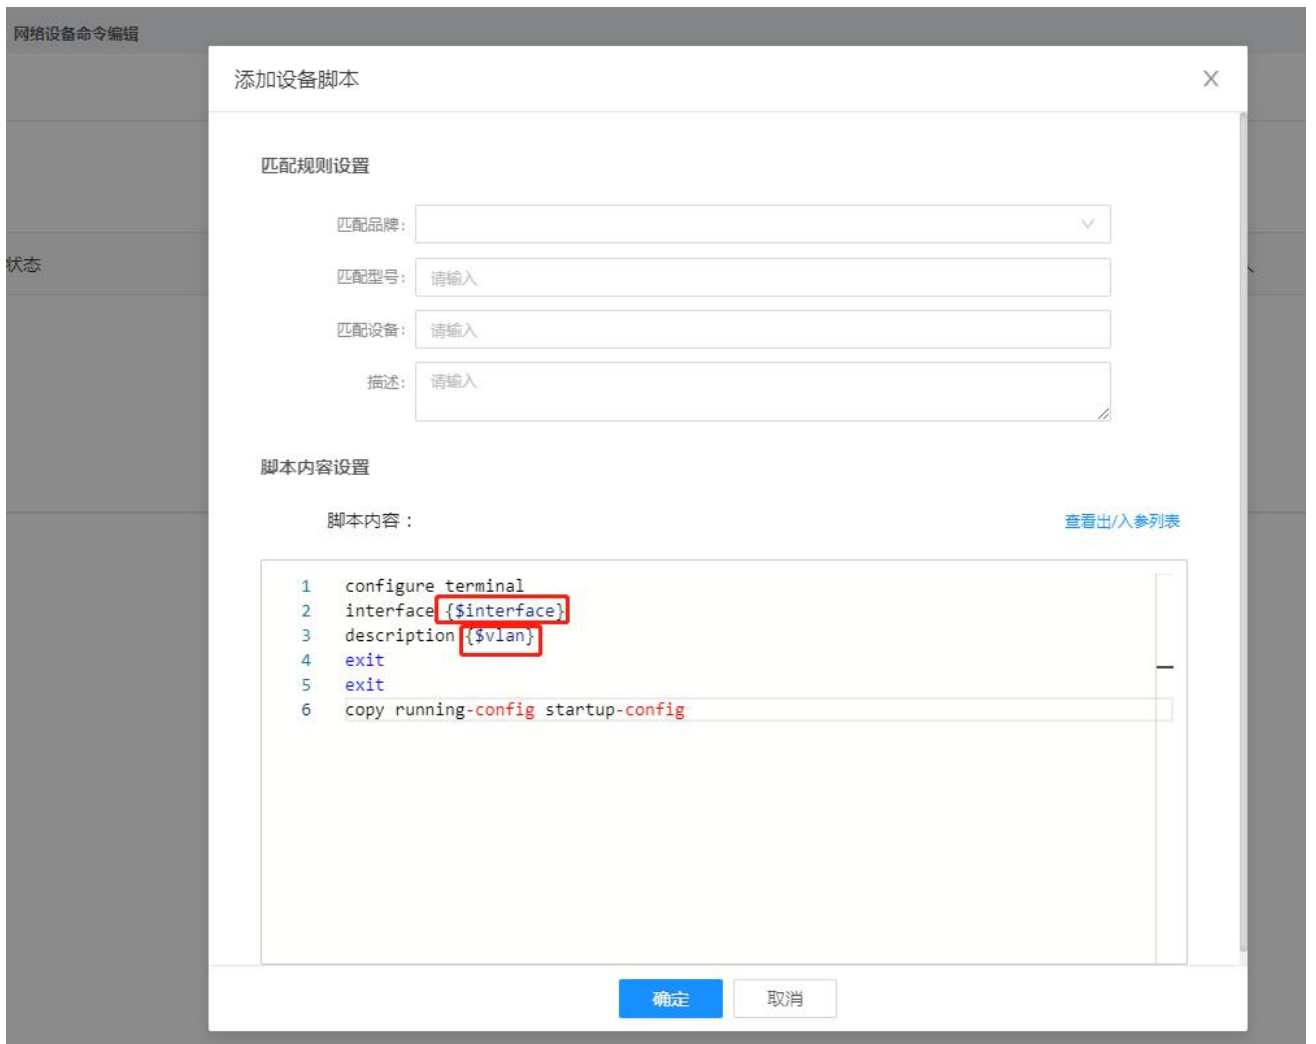 网络设备命令编辑
添加设备脚本
X
匹配规则设置
匹配品牌:
状态
匹配型号: 请输入
匹配设备: 请输入
描述: 请输入
脚本内容设置
脚本内容： 查看出/入参列表
1 configure terminal
2 interface {$interface}
3 description {$vlan}
4 exit
5 exit
6 copy running-config startup-config
确定 取消